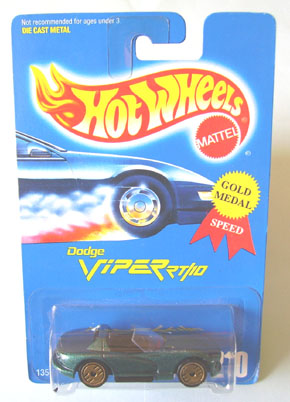 Not recommended for ages under 3.
DIE CAST METAL
HOT WHEELS
MATTEL
GOLD
MEDAL
SPEED
Dodge
VIPER RT/10
135